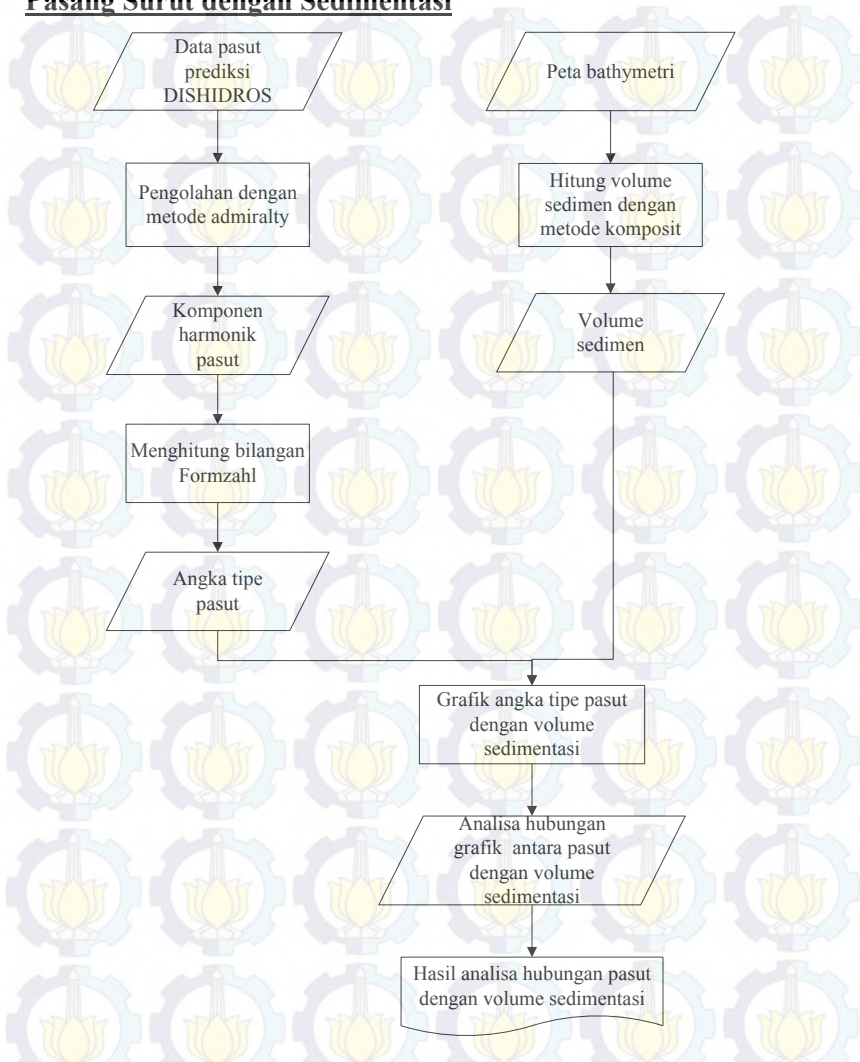 Pasang Surut dengan Sedimentasi
Data pasut
prediksi
DISHIDROS
Peta bathymetri
Pengolahan dengan
metode admiralty
Hitung volume
sedimen dengan
metode komposit
Komponen
harmonik
pasut
Volume
sedimen
Menghitung bilangan
Formzahl
Angka tipe
pasut
Grafik angka tipe pasut
dengan volume
sedimentasi
Analisa hubungan
grafik antara pasut
dengan volume
sedimentasi
Hasil analisa hubungan pasut
dengan volume sedimentasi